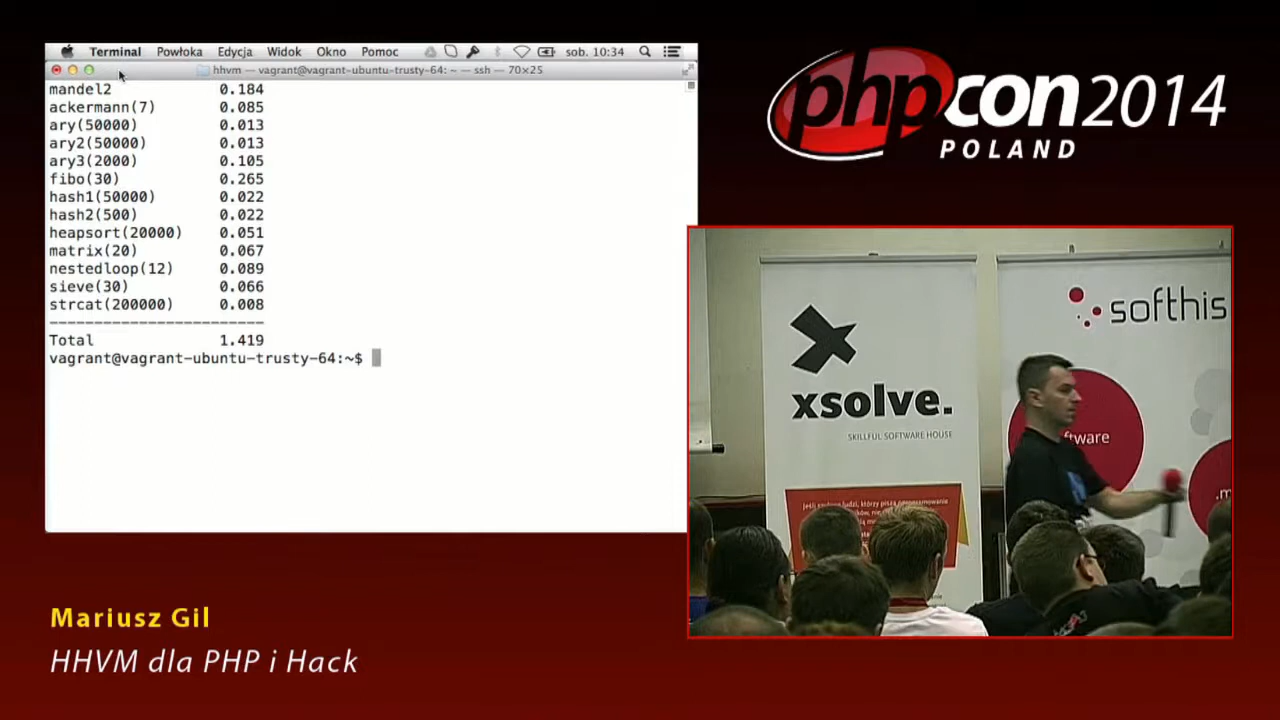 Terminal Powłoka Edycja Widok Okno Pomoc sob. 10:34
hhvm — vagrant@vagrant-ubuntu-trusty-64: ~ — ssh — 70×25
mandel2 0.184
ackermann(7) 0.085
ary(50000) 0.013
ary2(50000) 0.013
ary3(2000) 0.105
fibo(30) 0.265
hash1(50000) 0.022
hash2(500) 0.022
heapsort(20000) 0.051
matrix(20) 0.067
nestedloop(12) 0.089
sieve(30) 0.066
strcat(200000) 0.008
------------------------
Total 1.419
vagrant@vagrant-ubuntu-trusty-64:~$
phpcon2014
POLAND
xsolve.
SKILLFUL SOFTWARE HOUSE
softhis
ftware
.m
Mariusz Gil
HHVM dla PHP i Hack